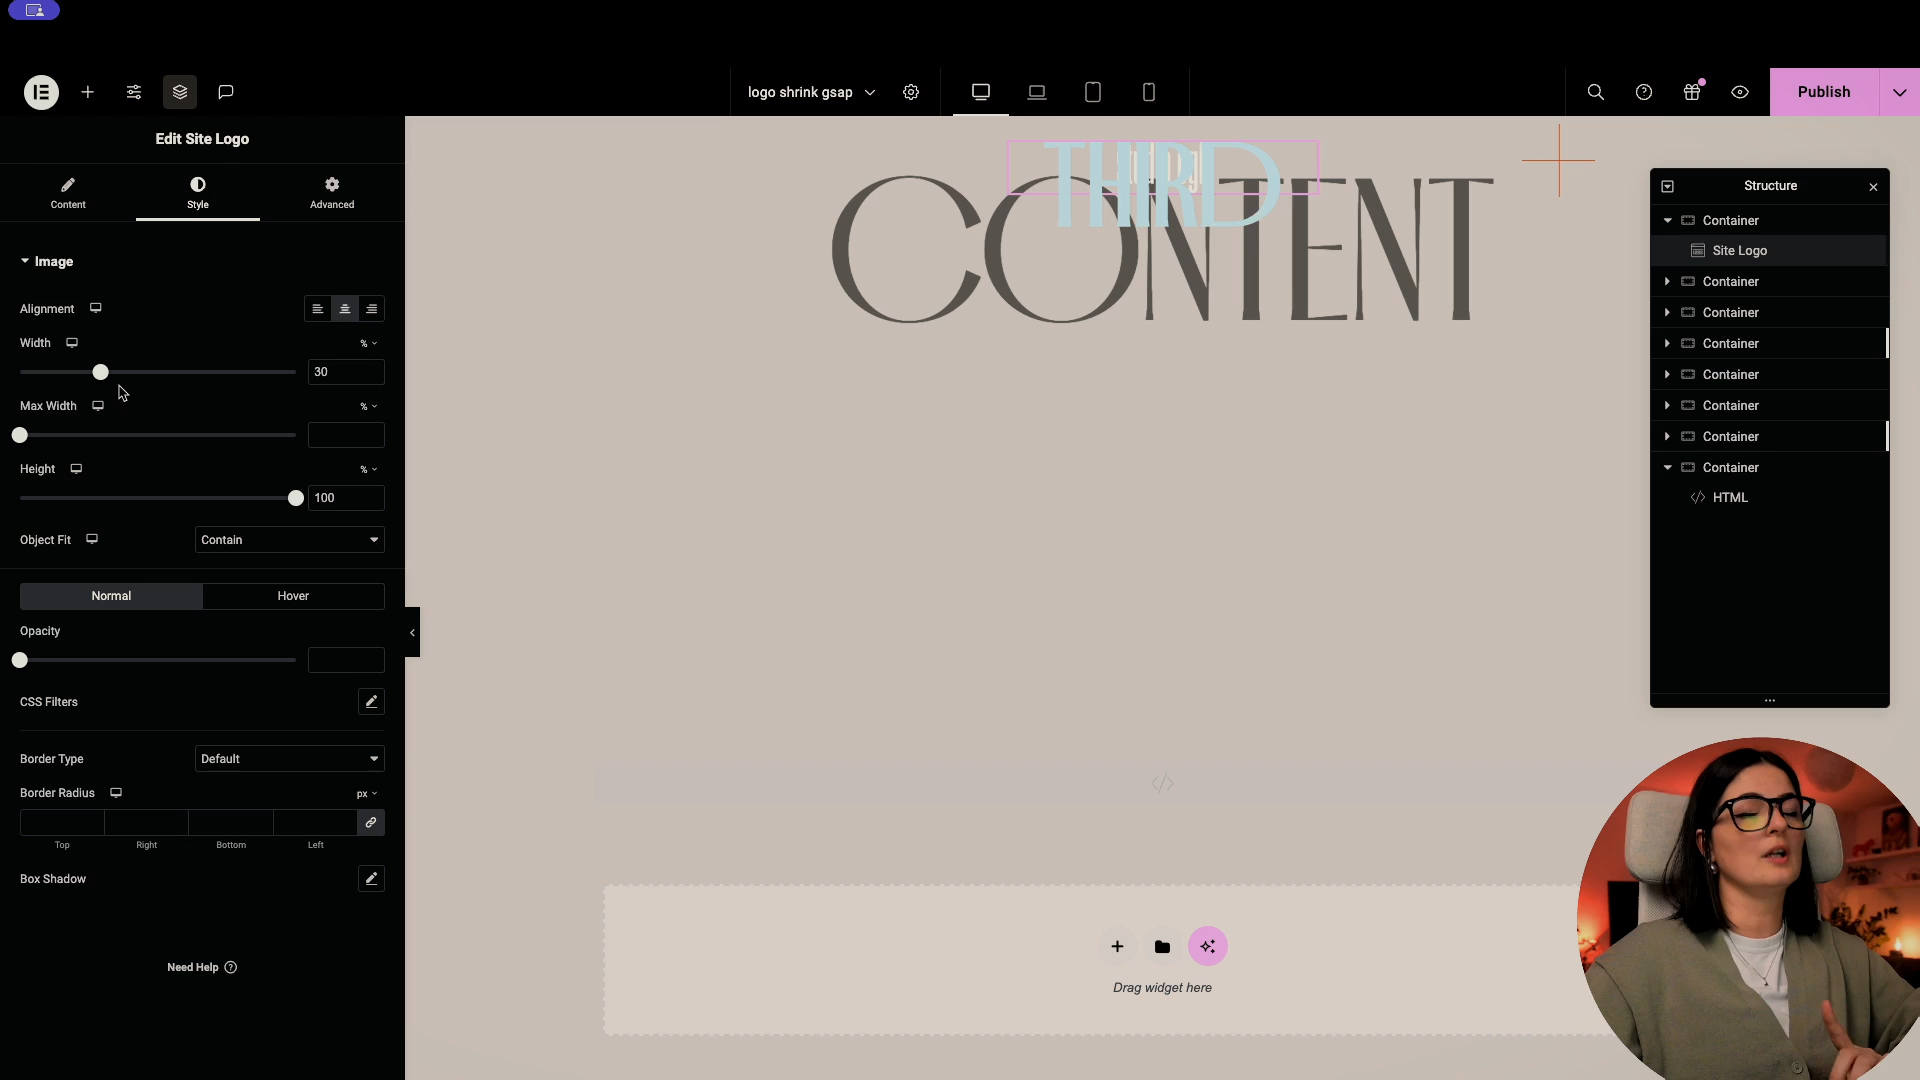 logo shrink gsap
Publish
Edit Site Logo
Content
Style
Advanced
Image
Alignment
Width
%
30
Max Width
%
Height
%
100
Object Fit
Contain
Normal
Hover
Opacity
CSS Filters
Border Type
Default
Border Radius
px
Top
Right
Bottom
Left
Box Shadow
Need Help
THIRD
CONTENT
Drag widget here
Structure
Container
Site Logo
Container
Container
Container
Container
Container
Container
Container
HTML